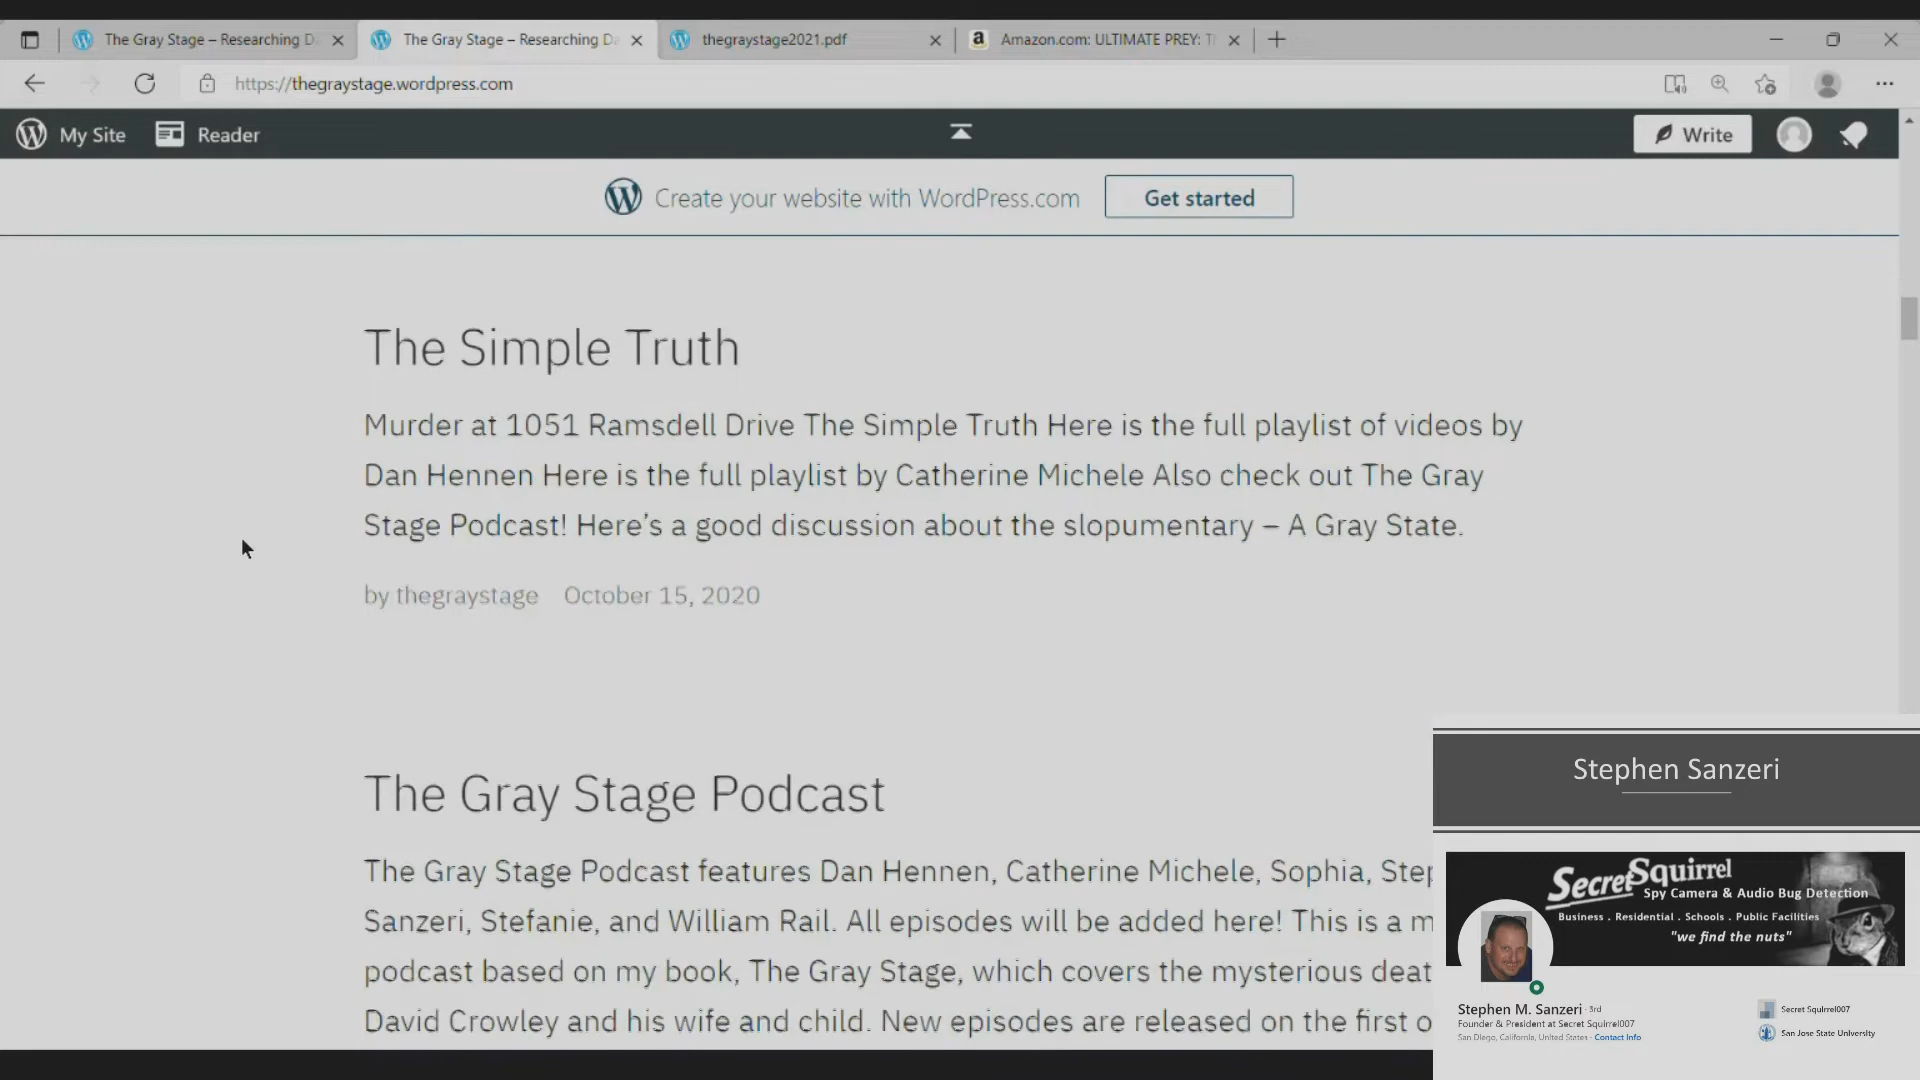 The Gray Stage – Researching D
The Gray Stage – Researching Da
thegraystage2021.pdf
Amazon.com: ULTIMATE PREY: T
https://thegraystage.wordpress.com
My Site
Reader
Write
Create your website with WordPress.com
Get started
The Simple Truth
Murder at 1051 Ramsdell Drive The Simple Truth Here is the full playlist of videos by
Dan Hennen Here is the full playlist by Catherine Michele Also check out The Gray
Stage Podcast! Here’s a good discussion about the slopumentary – A Gray State.
by thegraystage October 15, 2020
The Gray Stage Podcast
The Gray Stage Podcast features Dan Hennen, Catherine Michele, Sophia, Step
Sanzeri, Stefanie, and William Rail. All episodes will be added here! This is a m
podcast based on my book, The Gray Stage, which covers the mysterious deat
David Crowley and his wife and child. New episodes are released on the first o
Stephen Sanzeri
SecretSquirrel
Spy Camera & Audio Bug Detection
Business . Residential . Schools . Public Facilities
"we find the nuts"
Stephen M. Sanzeri · 3rd
Founder & President at Secret Squirrel007
San Diego, California, United States · Contact Info
Secret Squirrel007
San Jose State University